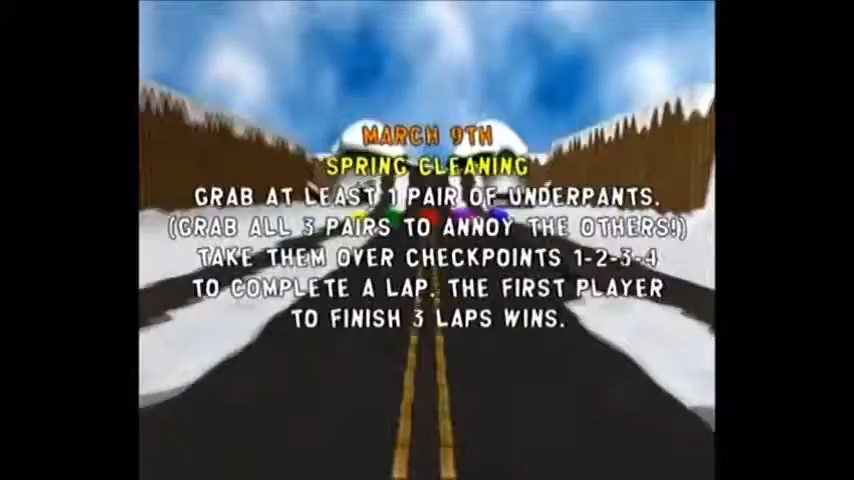 MARCH 9TH
SPRING CLEANING
GRAB AT LEAST 1 PAIR OF UNDERPANTS.
(GRAB ALL 3 PAIRS TO ANNOY THE OTHERS!)
TAKE THEM OVER CHECKPOINTS 1-2-3-4
TO COMPLETE A LAP. THE FIRST PLAYER
TO FINISH 3 LAPS WINS.